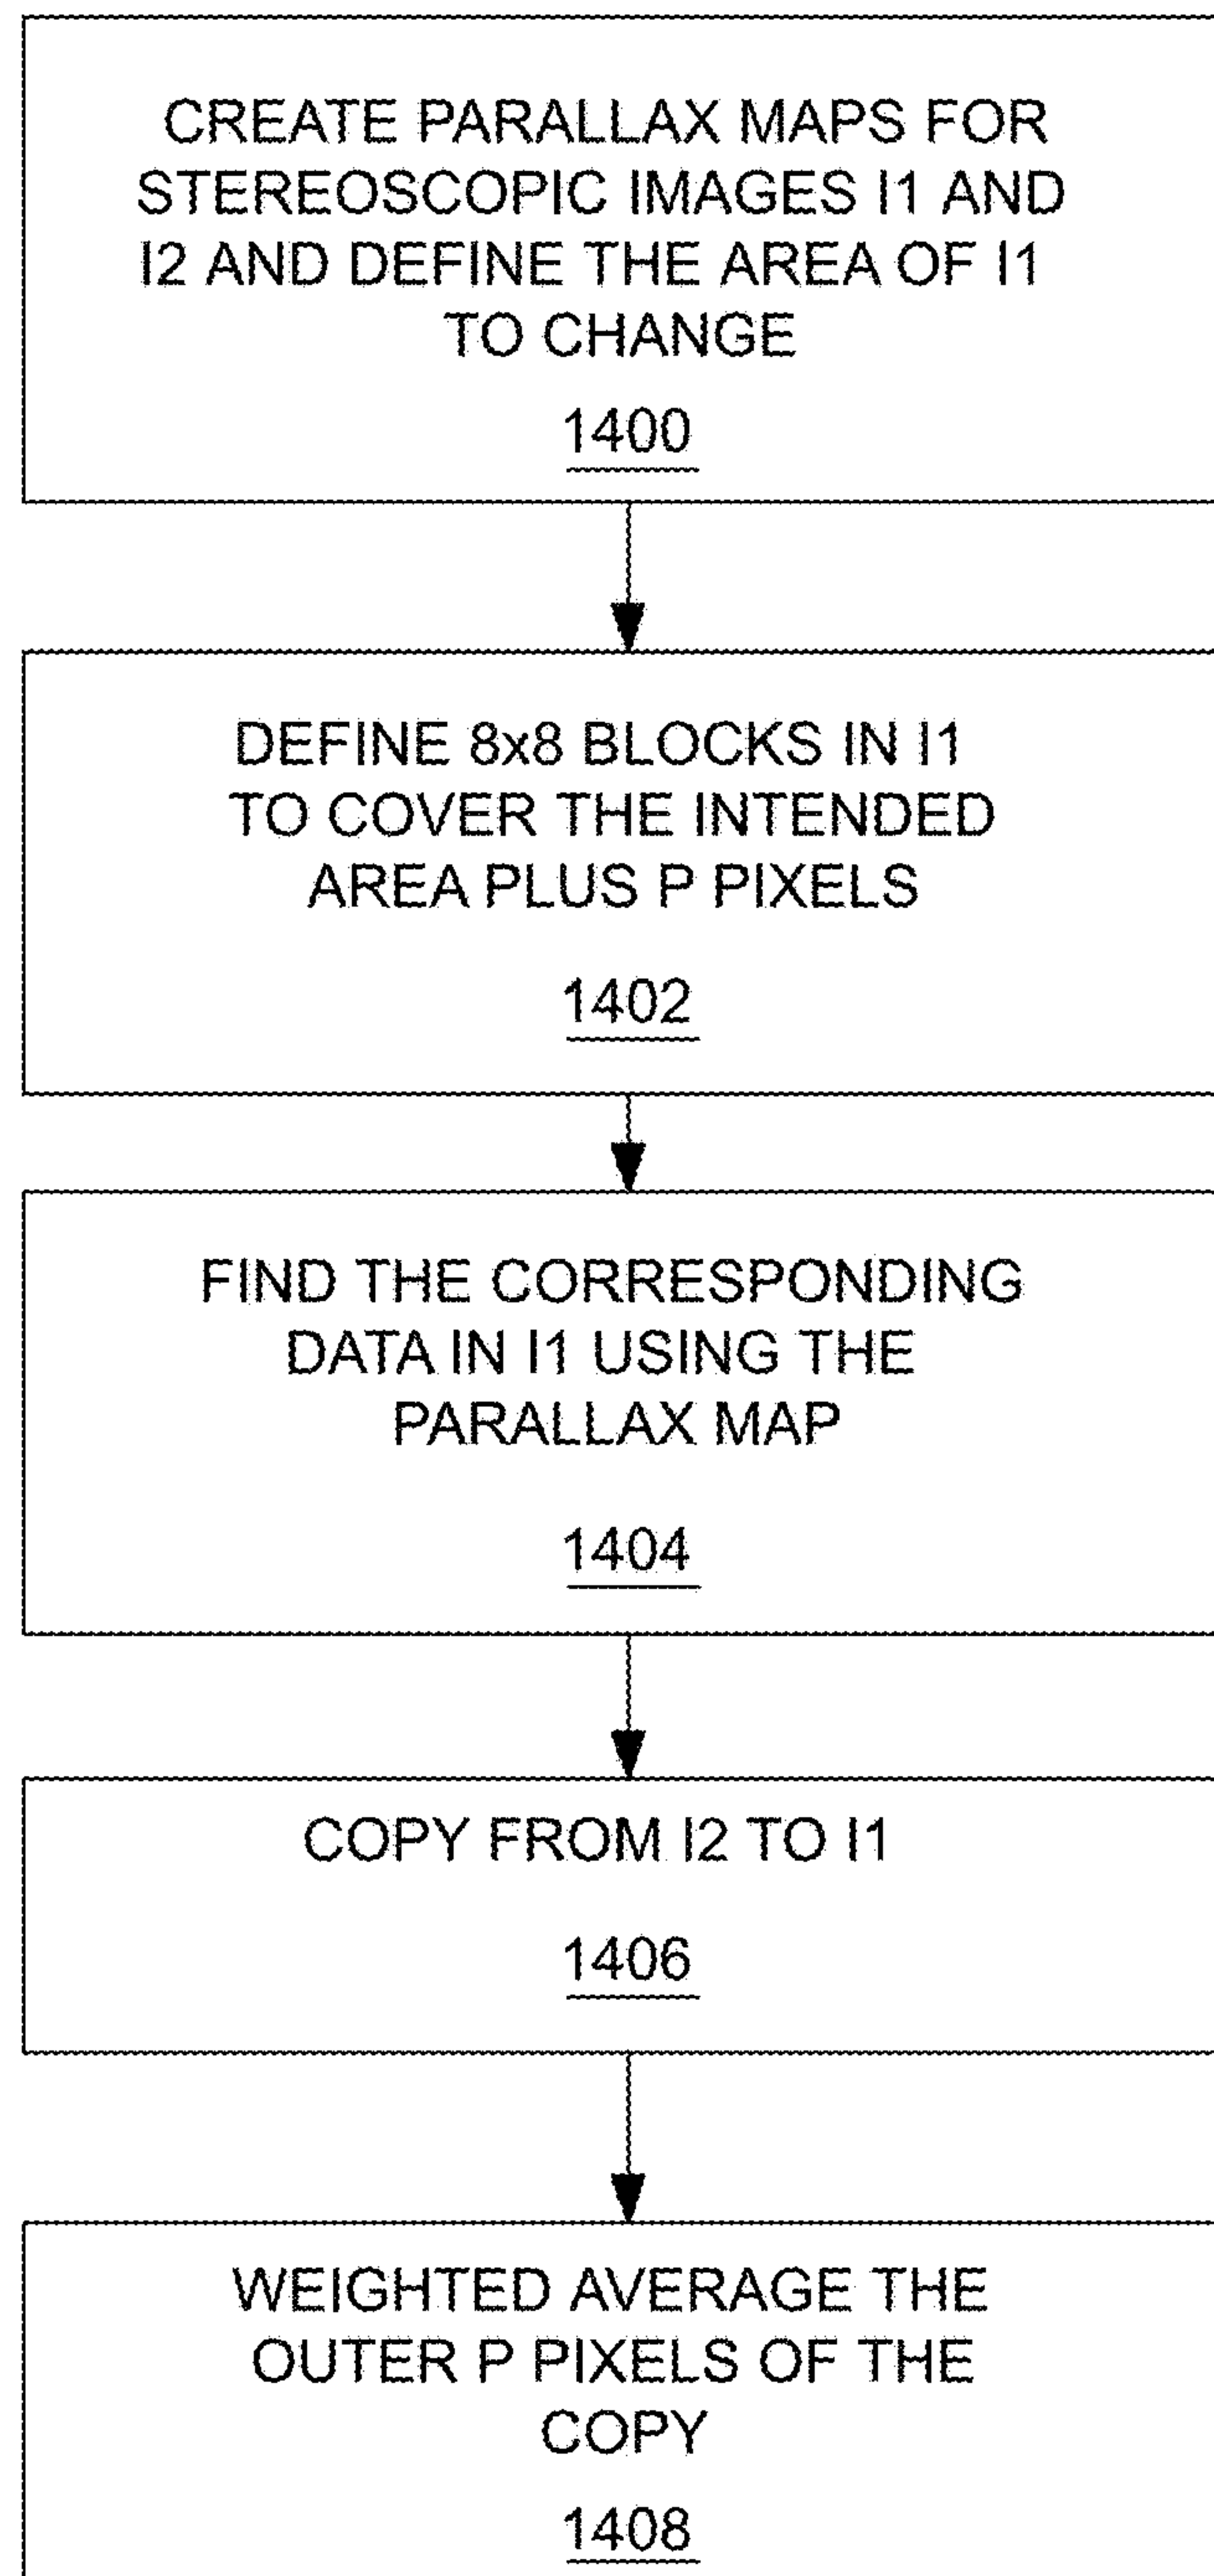 CREATE PARALLAX MAPS FOR
STEREOSCOPIC IMAGES I1 AND
I2 AND DEFINE THE AREA OF I1
TO CHANGE
1400
DEFINE 8x8 BLOCKS IN I1
TO COVER THE INTENDED
AREA PLUS P PIXELS
1402
FIND THE CORRESPONDING
DATA IN I1 USING THE
PARALLAX MAP
1404
COPY FROM I2 TO I1
1406
WEIGHTED AVERAGE THE
OUTER P PIXELS OF THE
COPY
1408